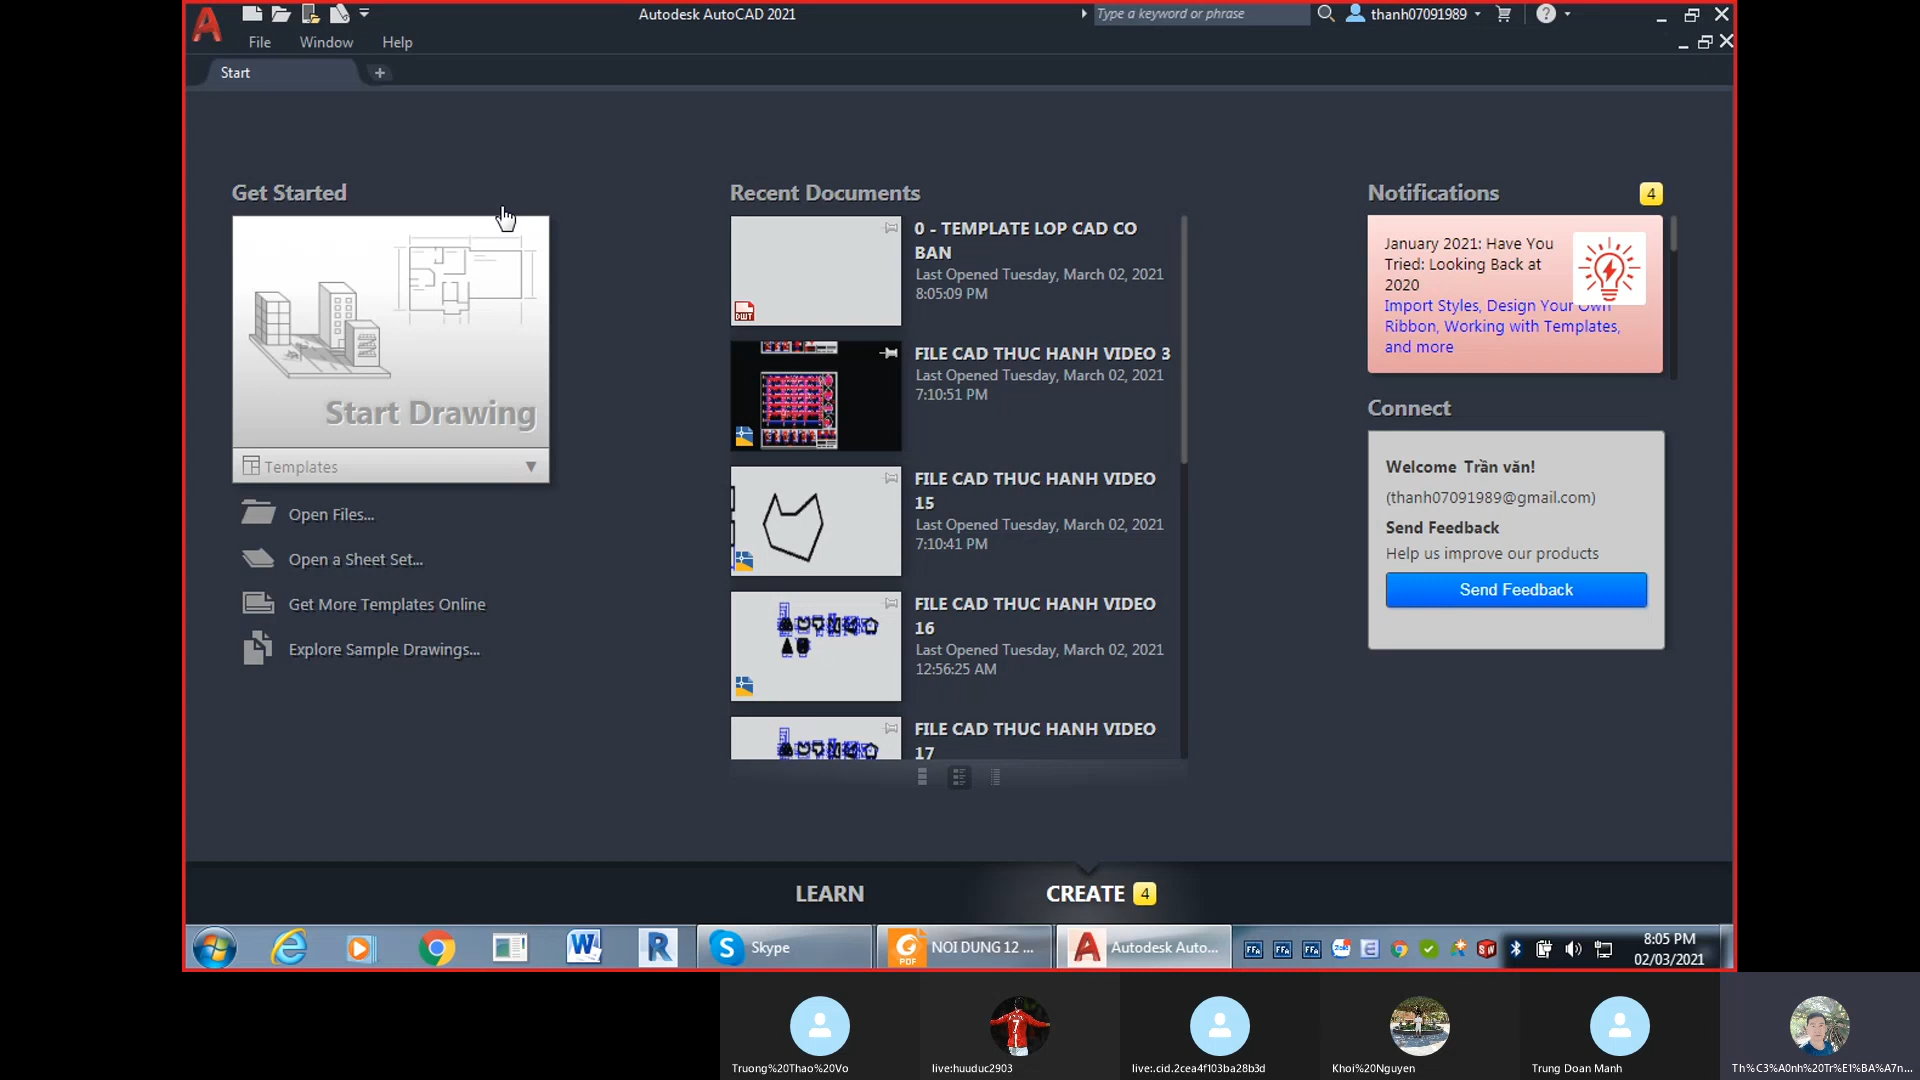 Autodesk AutoCAD 2021
Type a keyword or phrase
thanh07091989
File
Window
Help
Start
Get Started
Start Drawing
Templates
Open Files...
Open a Sheet Set...
Get More Templates Online
Explore Sample Drawings...
Recent Documents
0 - TEMPLATE LOP CAD CO
BAN
Last Opened Tuesday, March 02, 2021
8:05:09 PM
DWT
FILE CAD THUC HANH VIDEO 3
Last Opened Tuesday, March 02, 2021
7:10:51 PM
FILE CAD THUC HANH VIDEO
15
Last Opened Tuesday, March 02, 2021
7:10:41 PM
FILE CAD THUC HANH VIDEO
16
Last Opened Tuesday, March 02, 2021
12:56:25 AM
FILE CAD THUC HANH VIDEO
17
Notifications
4
January 2021: Have You
Tried: Looking Back at
2020
Import Styles, Design Your Own
Ribbon, Working with Templates,
and more
Connect
Welcome Trần văn!
(thanh07091989@gmail.com)
Send Feedback
Help us improve our products
Send Feedback
LEARN
CREATE 4
Skype
PDF
NOI DUNG 12 ...
Autodesk Auto...
8:05 PM
02/03/2021
Truong%20Thao%20Vo
live:huuduc2903
live:.cid.2cea4f103ba28b3d
Khoi%20Nguyen
Trung Doan Manh
Th%C3%A0nh%20Tr%E1%BA%A7n...